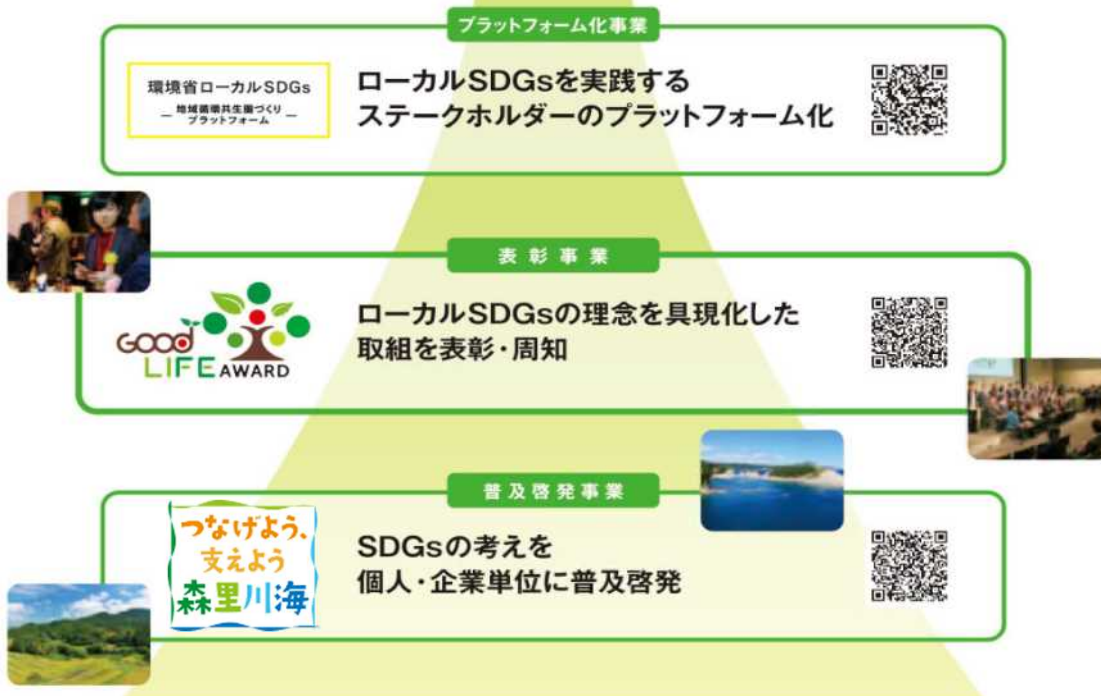 プラットフォーム化事業
環境省ローカルSDGs
― 地域循環共生圏づくり ―
プラットフォーム
ローカルSDGsを実践する
ステークホルダーのプラットフォーム化
表彰事業
GOOD
LIFE AWARD
ローカルSDGsの理念を具現化した
取組を表彰・周知
普及啓発事業
つなげよう、
支えよう
森里川海
SDGsの考えを
個人・企業単位に普及啓発